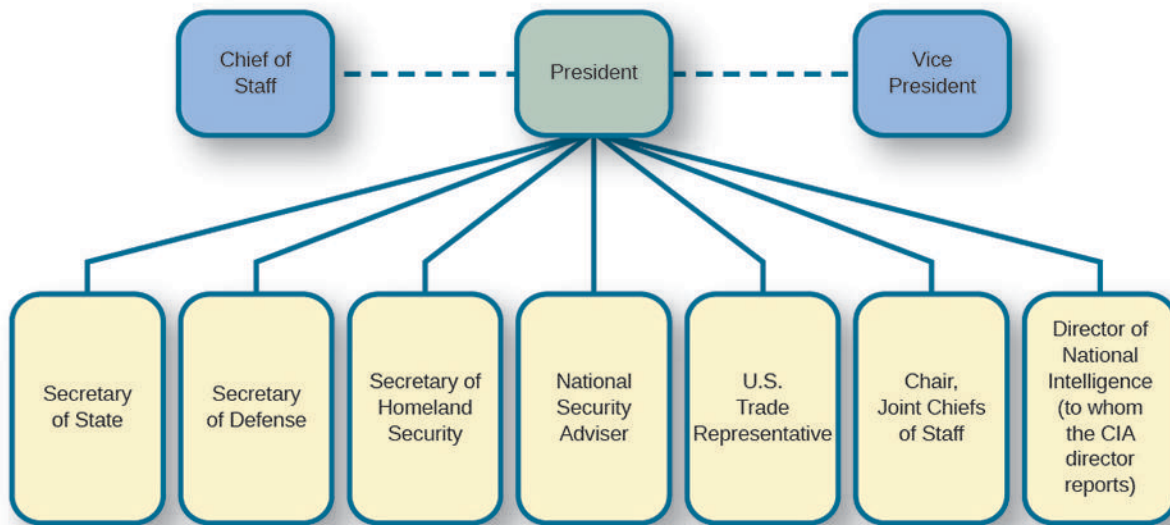 Chief of
Staff
President
Vice
President
Secretary
of State
Secretary
of Defense
Secretary of
Homeland
Security
National
Security
Adviser
U.S.
Trade
Representative
Chair,
Joint Chiefs
of Staff
Director of
National
Intelligence
(to whom
the CIA
director
reports)